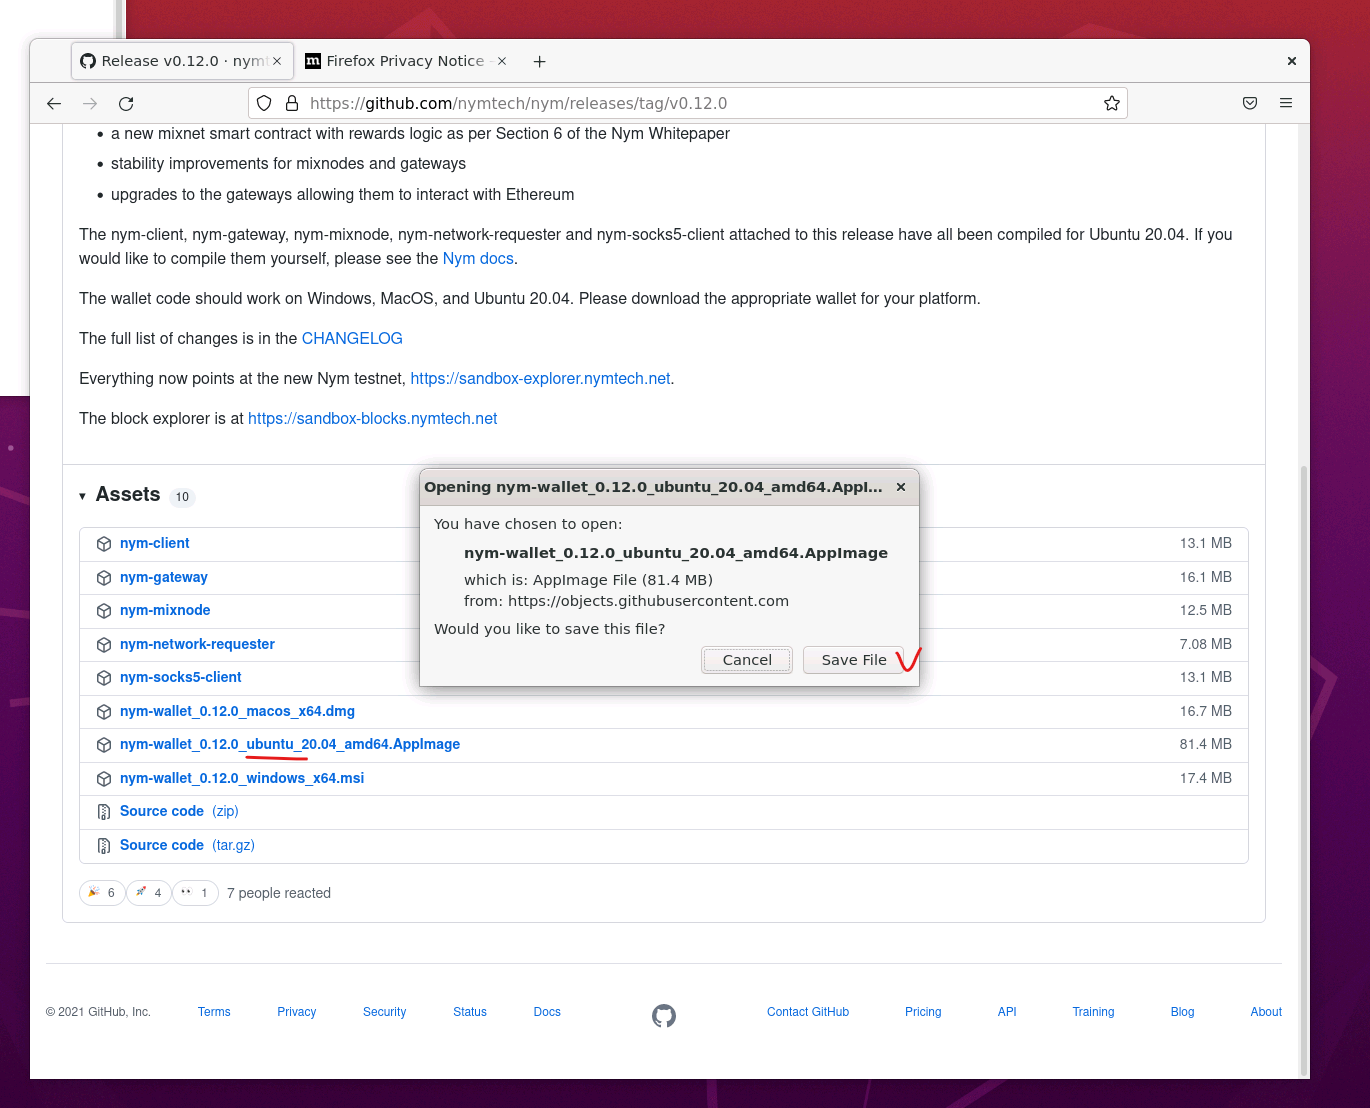 Release v0.12.0 · nymt
Firefox Privacy Notice
https://github.com/nymtech/nym/releases/tag/v0.12.0
• a new mixnet smart contract with rewards logic as per Section 6 of the Nym Whitepaper
• stability improvements for mixnodes and gateways
• upgrades to the gateways allowing them to interact with Ethereum
The nym-client, nym-gateway, nym-mixnode, nym-network-requester and nym-socks5-client attached to this release have all been compiled for Ubuntu 20.04. If you
would like to compile them yourself, please see the Nym docs.
The wallet code should work on Windows, MacOS, and Ubuntu 20.04. Please download the appropriate wallet for your platform.
The full list of changes is in the CHANGELOG
Everything now points at the new Nym testnet, https://sandbox-explorer.nymtech.net.
The block explorer is at https://sandbox-blocks.nymtech.net
Assets 10
Opening nym-wallet_0.12.0_ubuntu_20.04_amd64.AppI...
You have chosen to open:
nym-wallet_0.12.0_ubuntu_20.04_amd64.AppImage
which is: AppImage File (81.4 MB)
from: https://objects.githubusercontent.com
Would you like to save this file?
Cancel Save File
nym-client 13.1 MB
nym-gateway 16.1 MB
nym-mixnode 12.5 MB
nym-network-requester 7.08 MB
nym-socks5-client 13.1 MB
nym-wallet_0.12.0_macos_x64.dmg 16.7 MB
nym-wallet_0.12.0_ubuntu_20.04_amd64.AppImage 81.4 MB
nym-wallet_0.12.0_windows_x64.msi 17.4 MB
Source code (zip)
Source code (tar.gz)
6 4 1 7 people reacted
© 2021 GitHub, Inc. Terms Privacy Security Status Docs Contact GitHub Pricing API Training Blog About